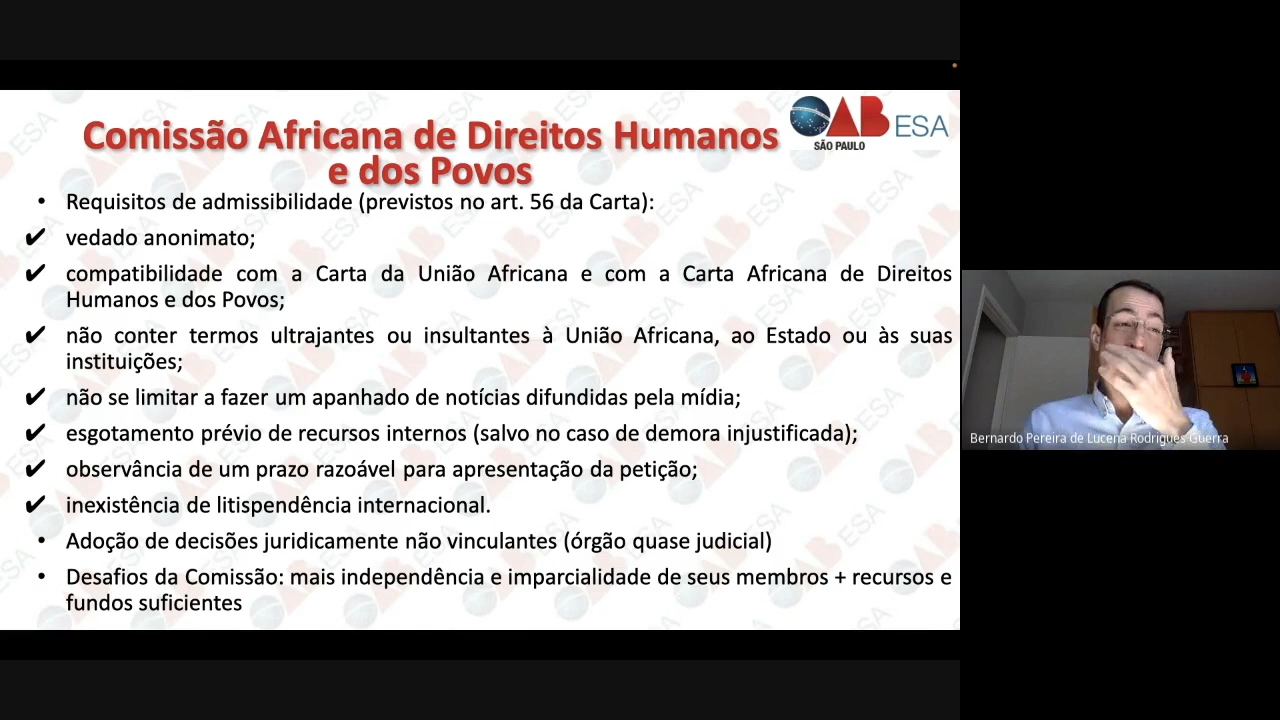 Comissão Africana de Direitos Humanos
e dos Povos
OAB ESA
SÃO PAULO
• Requisitos de admissibilidade (previstos no art. 56 da Carta):
✔ vedado anonimato;
✔ compatibilidade com a Carta da União Africana e com a Carta Africana de Direitos
Humanos e dos Povos;
✔ não conter termos ultrajantes ou insultantes à União Africana, ao Estado ou às suas
instituições;
✔ não se limitar a fazer um apanhado de notícias difundidas pela mídia;
✔ esgotamento prévio de recursos internos (salvo no caso de demora injustificada);
✔ observância de um prazo razoável para apresentação da petição;
✔ inexistência de litispendência internacional.
• Adoção de decisões juridicamente não vinculantes (órgão quase judicial)
• Desafios da Comissão: mais independência e imparcialidade de seus membros + recursos e
fundos suficientes
Bernardo Pereira de Lucena Rodrigues Guerra